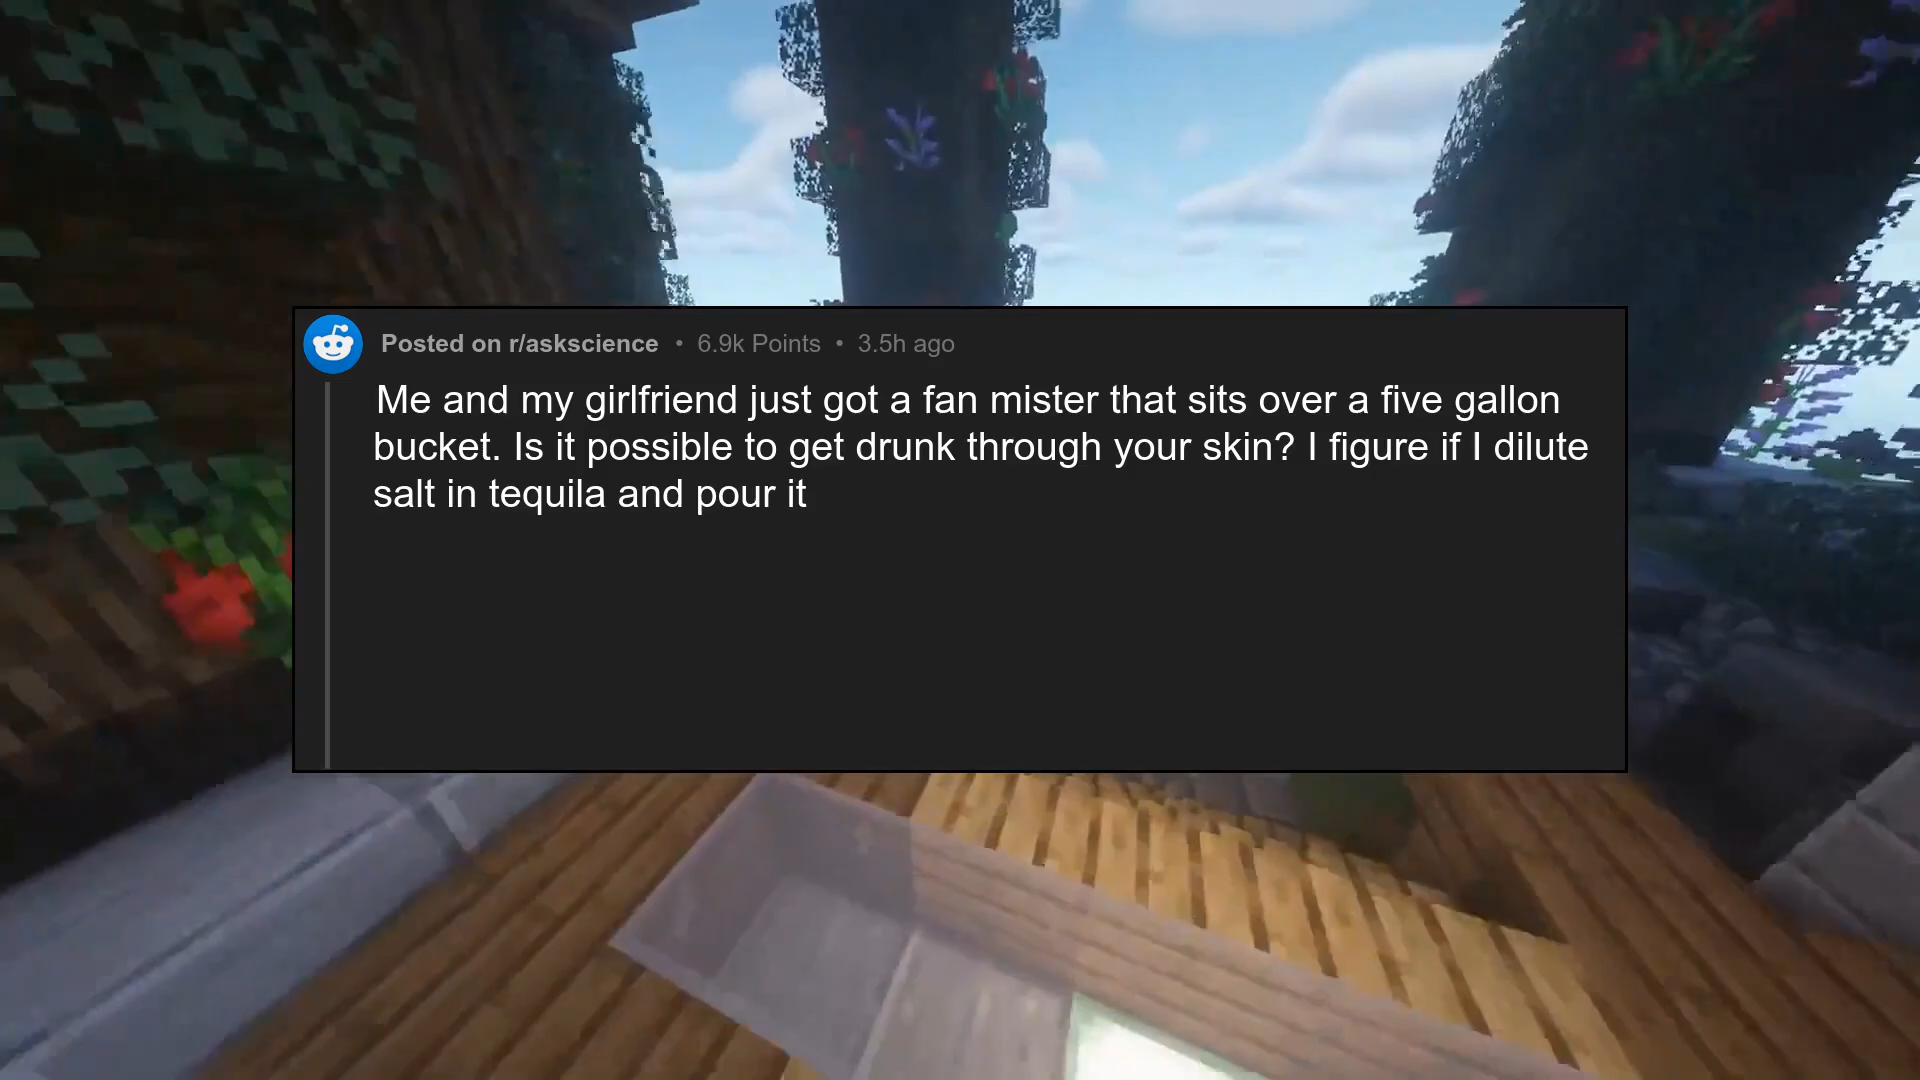 Posted on r/askscience • 6.9k Points • 3.5h ago
Me and my girlfriend just got a fan mister that sits over a five gallon
bucket. Is it possible to get drunk through your skin? I figure if I dilute
salt in tequila and pour it